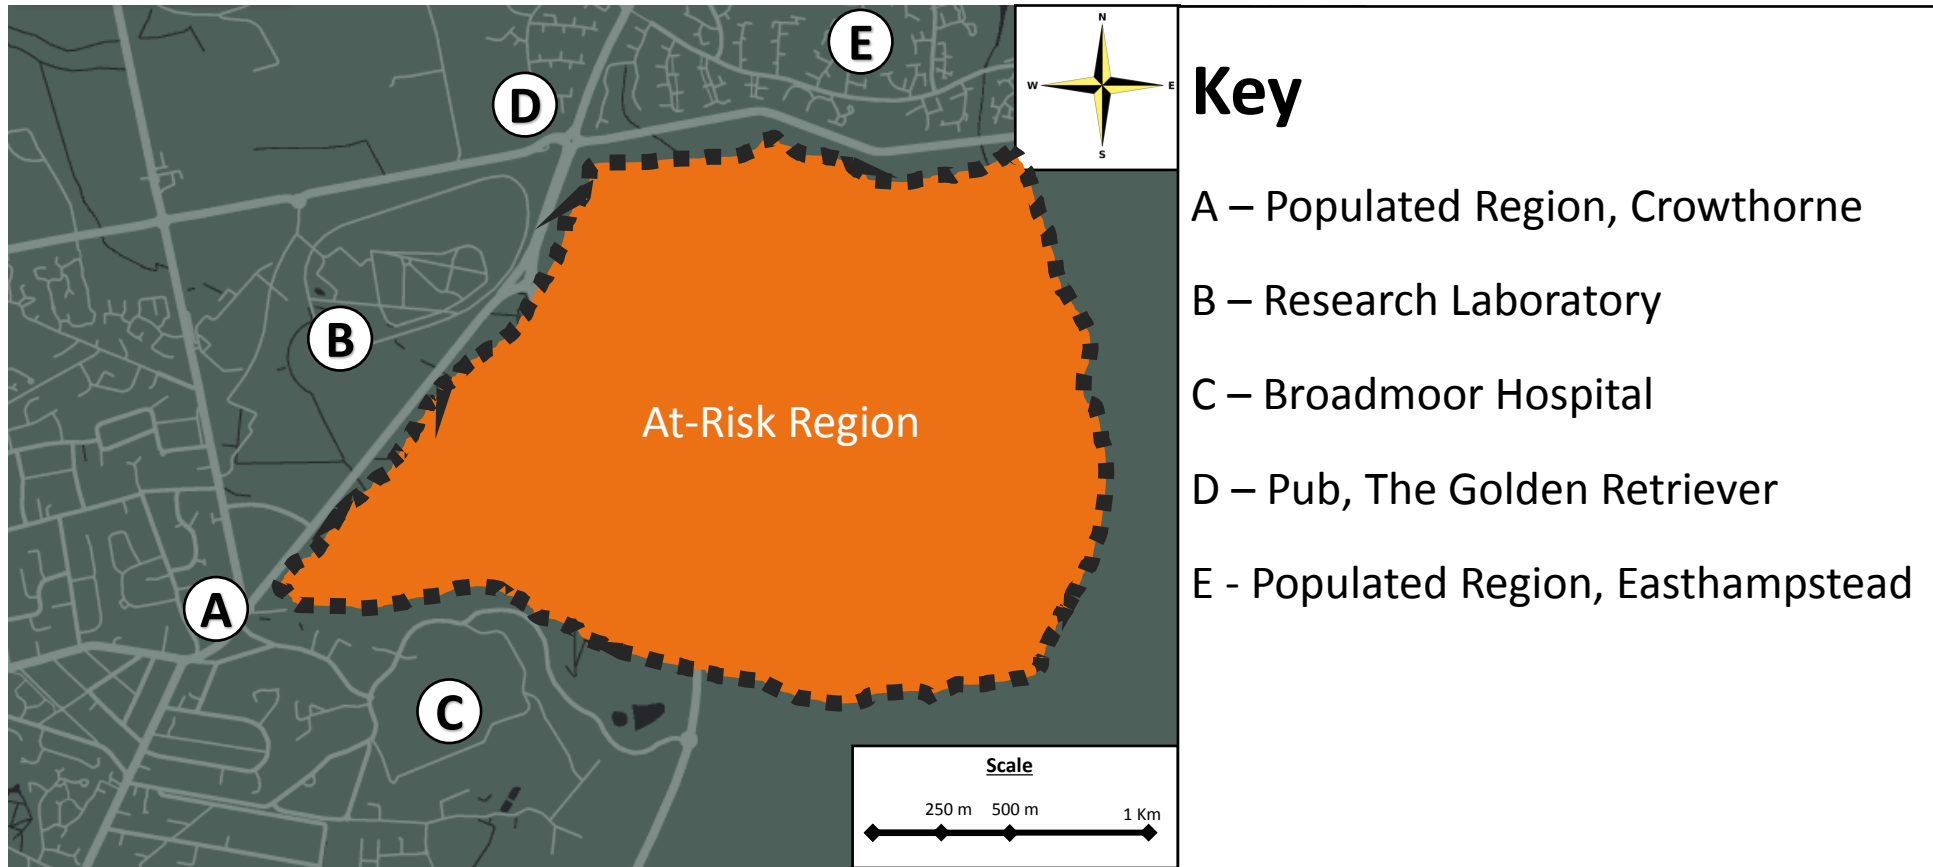 E
D
N
W
E
S
B
At-Risk Region
A
C
Scale
250 m 500 m 1 Km
Key
A – Populated Region, Crowthorne
B – Research Laboratory
C – Broadmoor Hospital
D – Pub, The Golden Retriever
E - Populated Region, Easthampstead